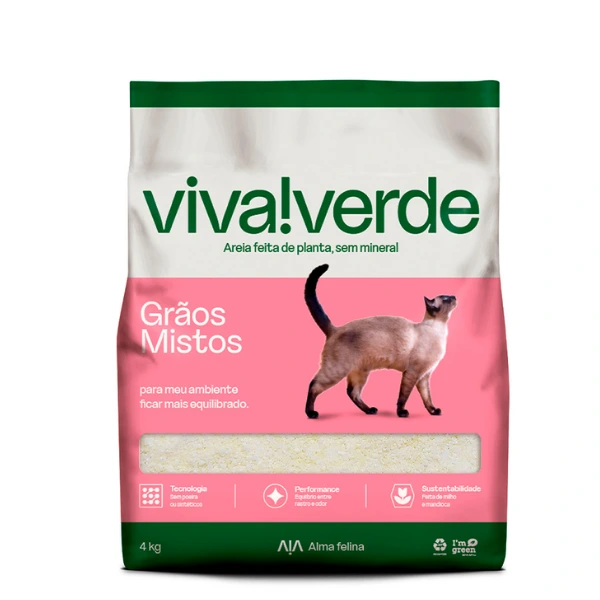 viva!verde
Areia feita de planta, sem mineral
Grãos
Mistos
para meu ambiente
ficar mais equilibrado.
Tecnologia
Sem poeira
ou sintéticos
Performance
Equilíbrio entre
rastro e odor
Sustentabilidade
Feita de milho
e mandioca
4 kg
Alma felina
I'm
green